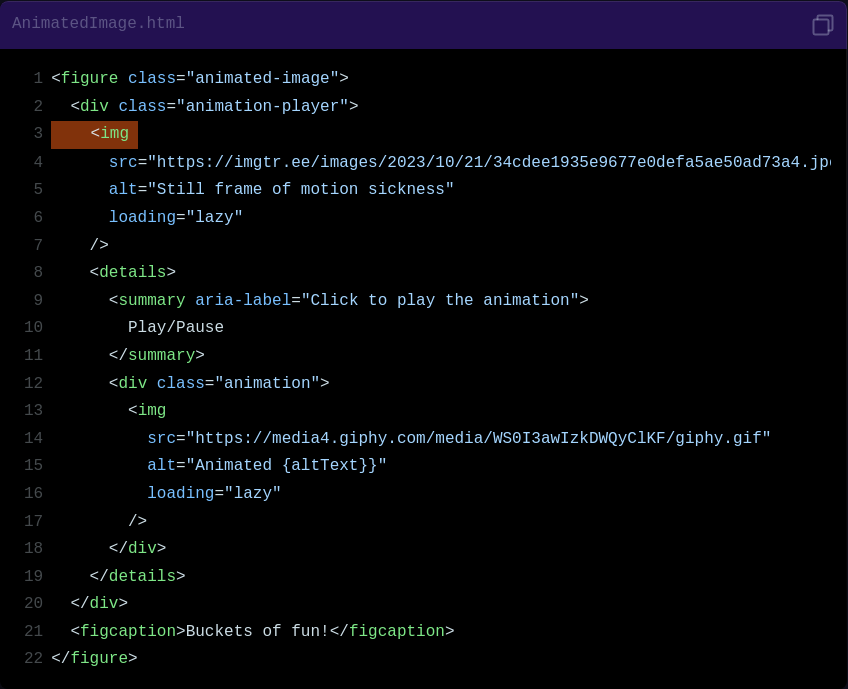 AnimatedImage.html
1 <figure class="animated-image">
2   <div class="animation-player">
3     <img
4       src="https://imgtr.ee/images/2023/10/21/34cdee1935e9677e0defa5ae50ad73a4.jp
5       alt="Still frame of motion sickness"
6       loading="lazy"
7     />
8     <details>
9       <summary aria-label="Click to play the animation">
10         Play/Pause
11       </summary>
12       <div class="animation">
13         <img
14           src="https://media4.giphy.com/media/WS0I3awIzkDWQyClKF/giphy.gif"
15           alt="Animated {altText}}"
16           loading="lazy"
17         />
18       </div>
19     </details>
20   </div>
21   <figcaption>Buckets of fun!</figcaption>
22 </figure>